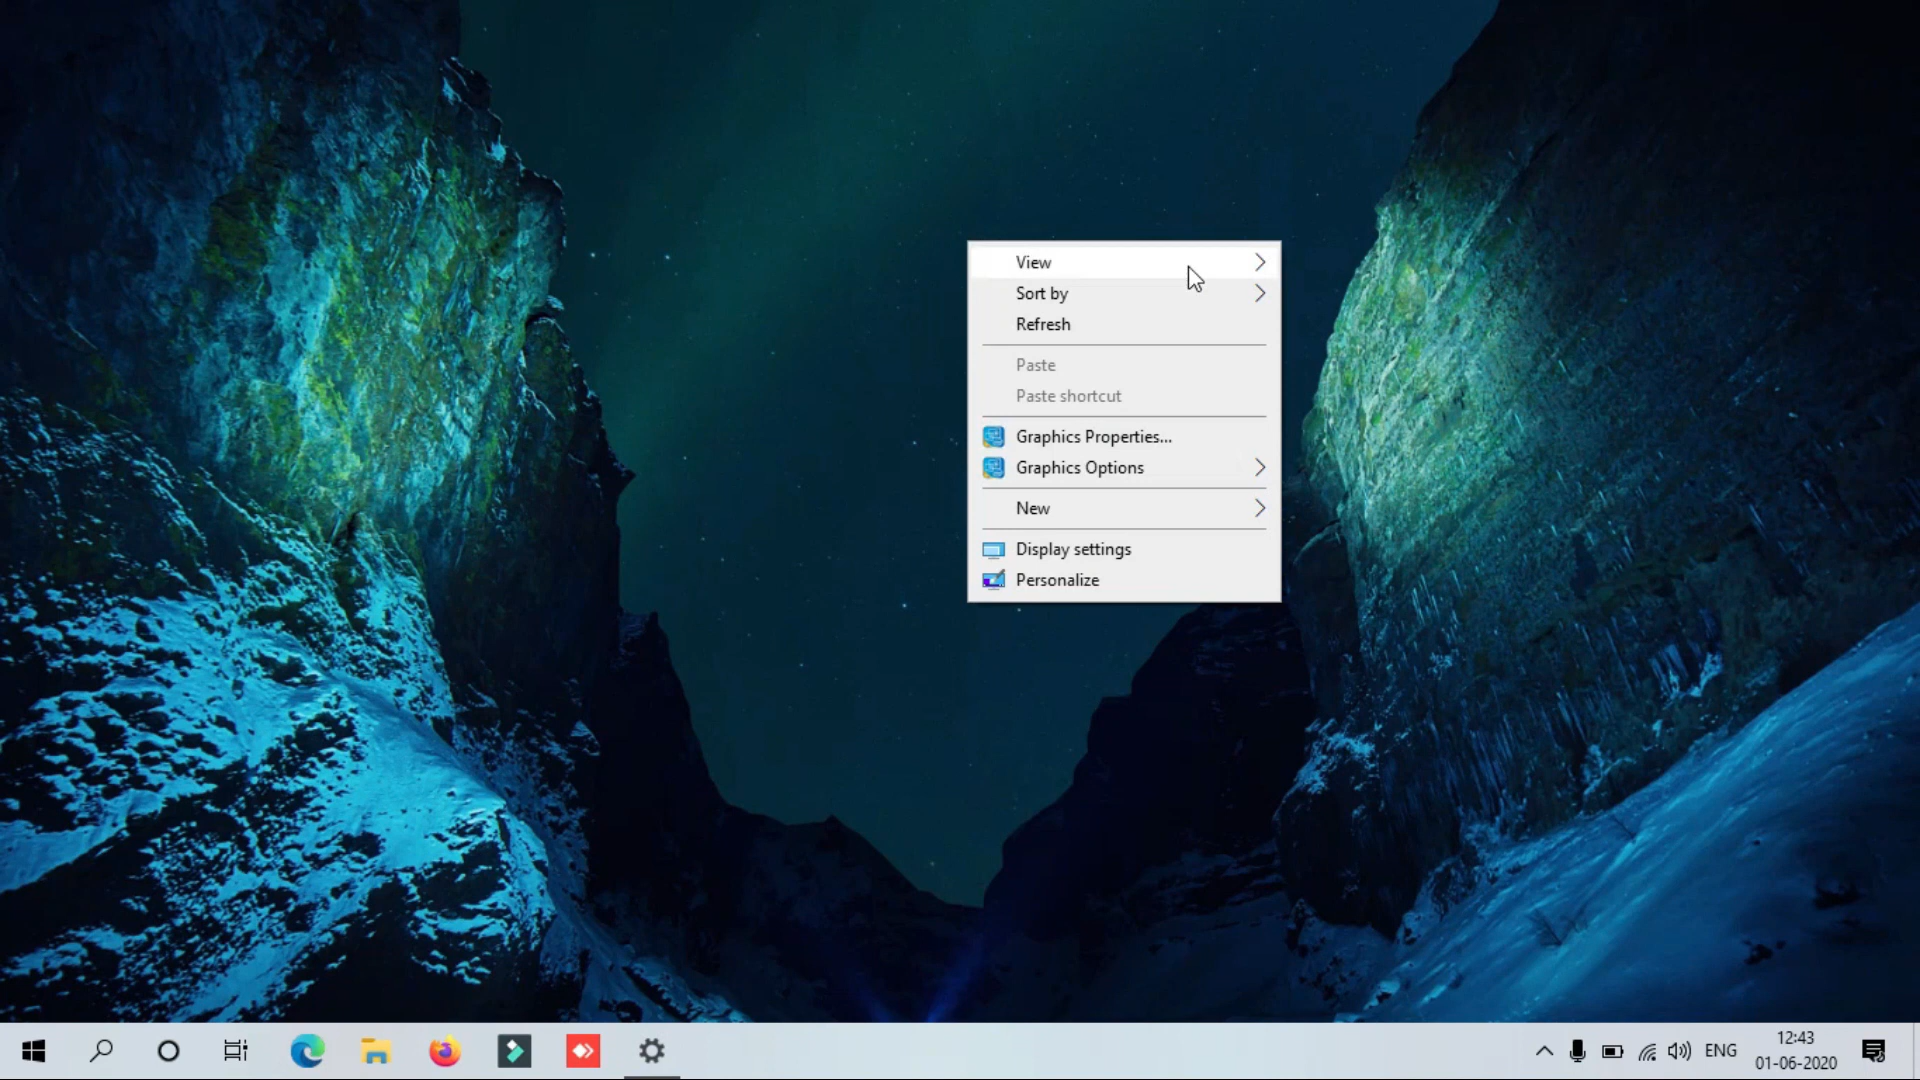 View
Sort by
Refresh
Paste
Paste shortcut
Graphics Properties...
Graphics Options
New
Display settings
Personalize
ENG
12:43
01-06-2020